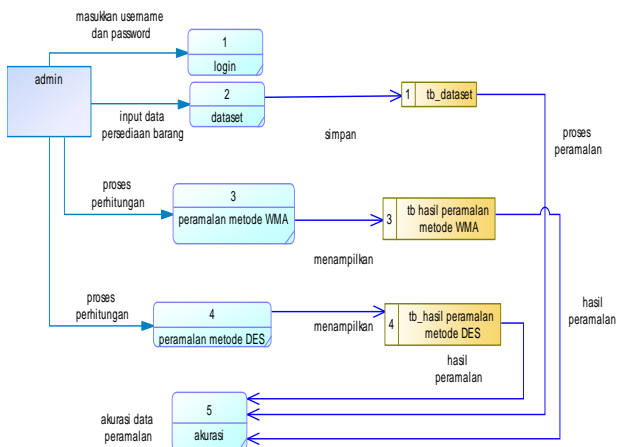 masukkan username
dan password
1
login
admin
2
dataset
input data
persediaan barang
simpan
1 tb_dataset
proses
peramalan
proses
perhitungan
3
peramalan metode WMA
menampilkan
3 tb hasil peramalan
metode WMA
hasil
peramalan
proses
perhitungan
4
peramalan metode DES
menampilkan
4 tb_hasil peramalan
metode DES
hasil
peramalan
akurasi data
peramalan
5
akurasi